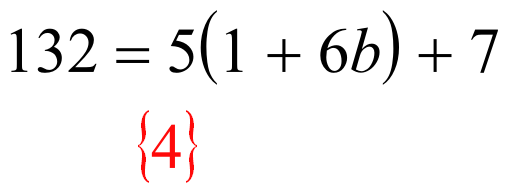 132 = 5(1 + 6b) + 7
{4}